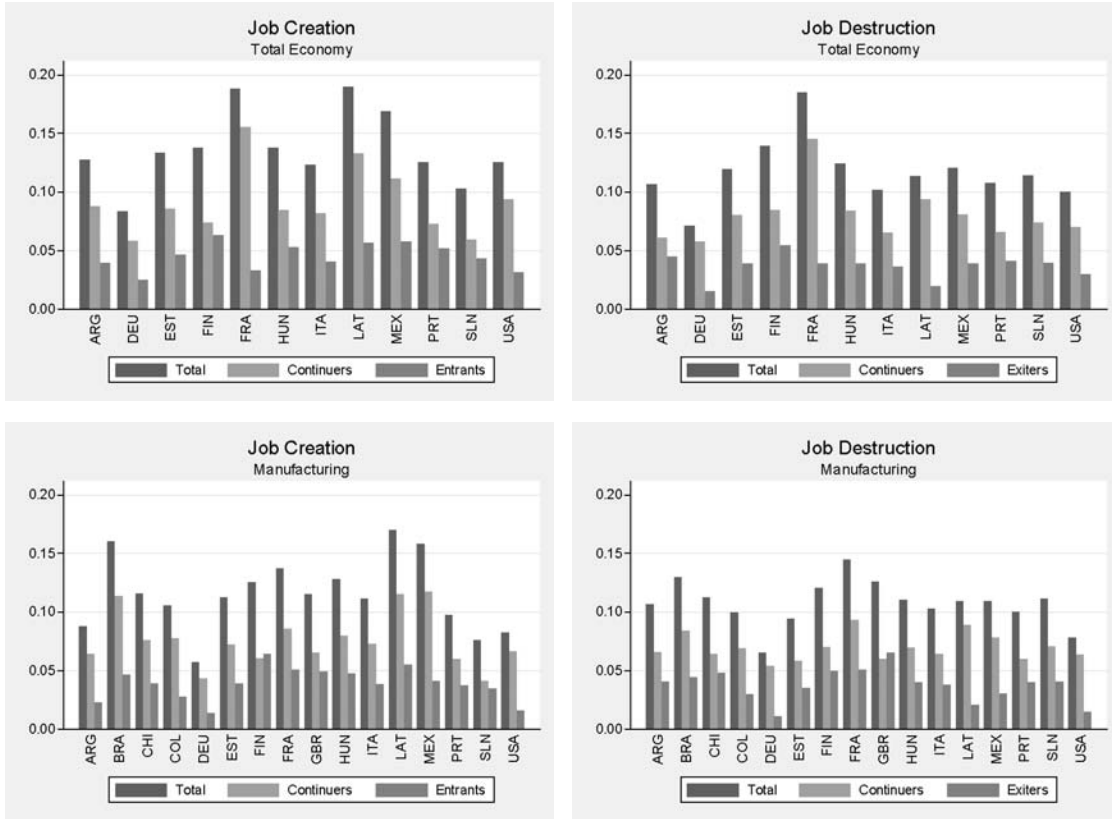 Job Creation
Total Economy
0.20
0.15
0.10
0.05
0.00
ARG DEU EST FIN FRA HUN ITA LAT MEX PRT SLN USA
Total Continuers Entrants
Job Destruction
Total Economy
0.20
0.15
0.10
0.05
0.00
ARG DEU EST FIN FRA HUN ITA LAT MEX PRT SLN USA
Total Continuers Exiters
Job Creation
Manufacturing
0.20
0.15
0.10
0.05
0.00
ARG BRA CHI COL DEU EST FIN FRA GBR HUN ITA LAT MEX PRT SLN USA
Total Continuers Entrants
Job Destruction
Manufacturing
0.20
0.15
0.10
0.05
0.00
ARG BRA CHI COL DEU EST FIN FRA GBR HUN ITA LAT MEX PRT SLN USA
Total Continuers Exiters